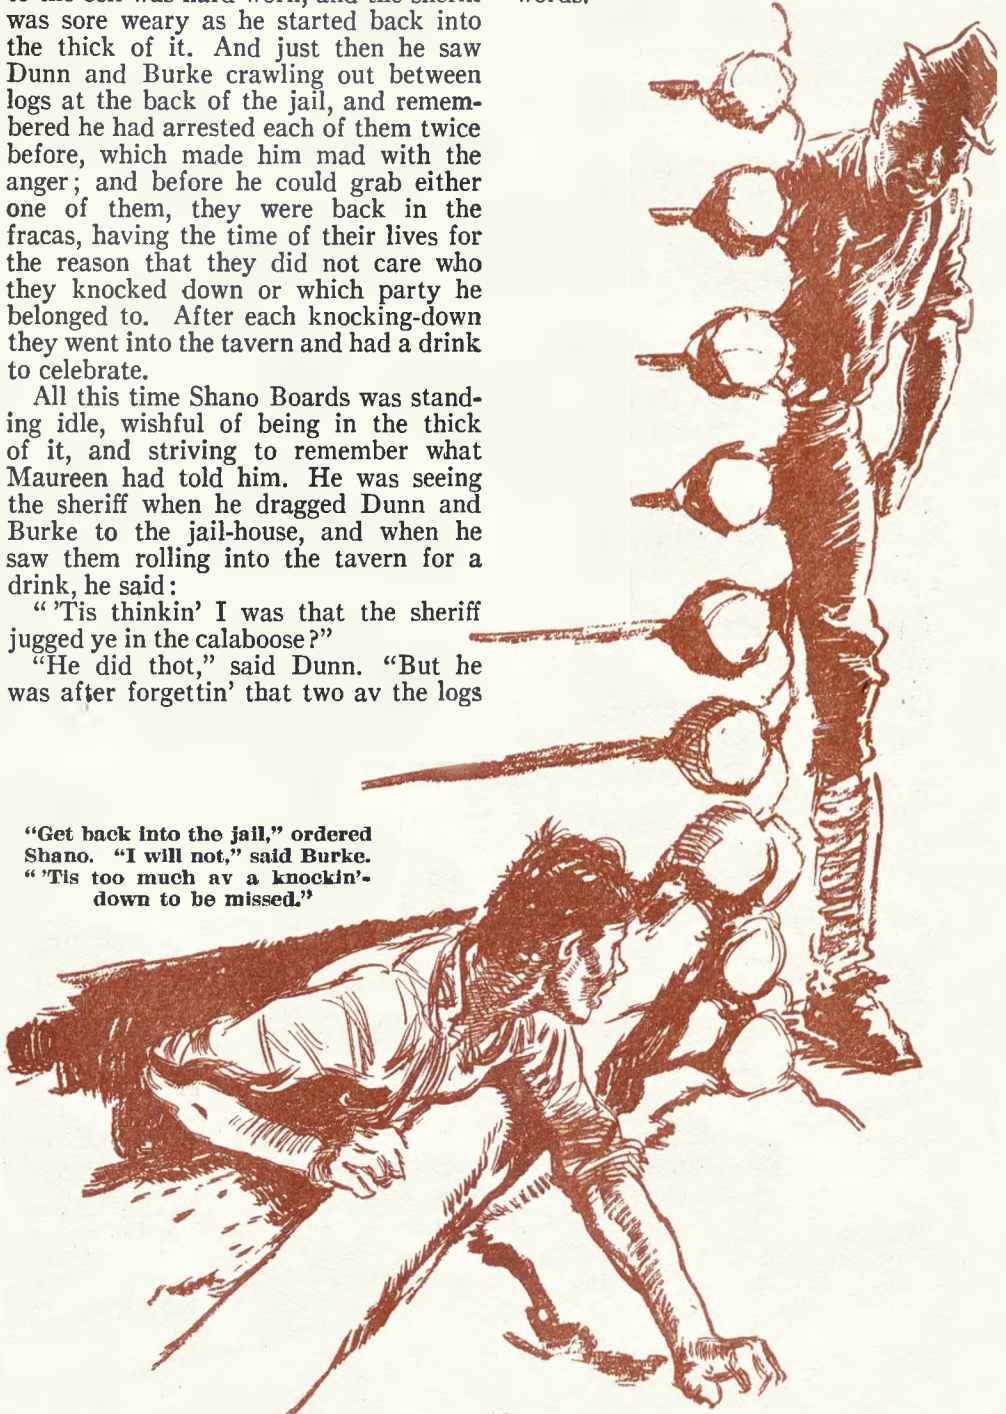 was sore weary as he started back into
the thick of it. And just then he saw
Dunn and Burke crawling out between
logs at the back of the jail, and remem-
bered he had arrested each of them twice
before, which made him mad with the
anger; and before he could grab either
one of them, they were back in the
fracas, having the time of their lives for
the reason that they did not care who
they knocked down or which party he
belonged to. After each knocking-down
they went into the tavern and had a drink
to celebrate.
All this time Shano Boards was stand-
ing idle, wishful of being in the thick
of it, and striving to remember what
Maureen had told him. He was seeing
the sheriff when he dragged Dunn and
Burke to the jail-house, and when he
saw them rolling into the tavern for a
drink, he said:
“ ’Tis thinkin’ I was that the sheriff
jugged ye in the calaboose?”
“He did thot,” said Dunn. “But he
was after forgettin’ that two av the logs
“Get back into the jail,” ordered
Shano. “I will not,” said Burke.
“ ’Tis too much av a knockin’-
down to be missed.”